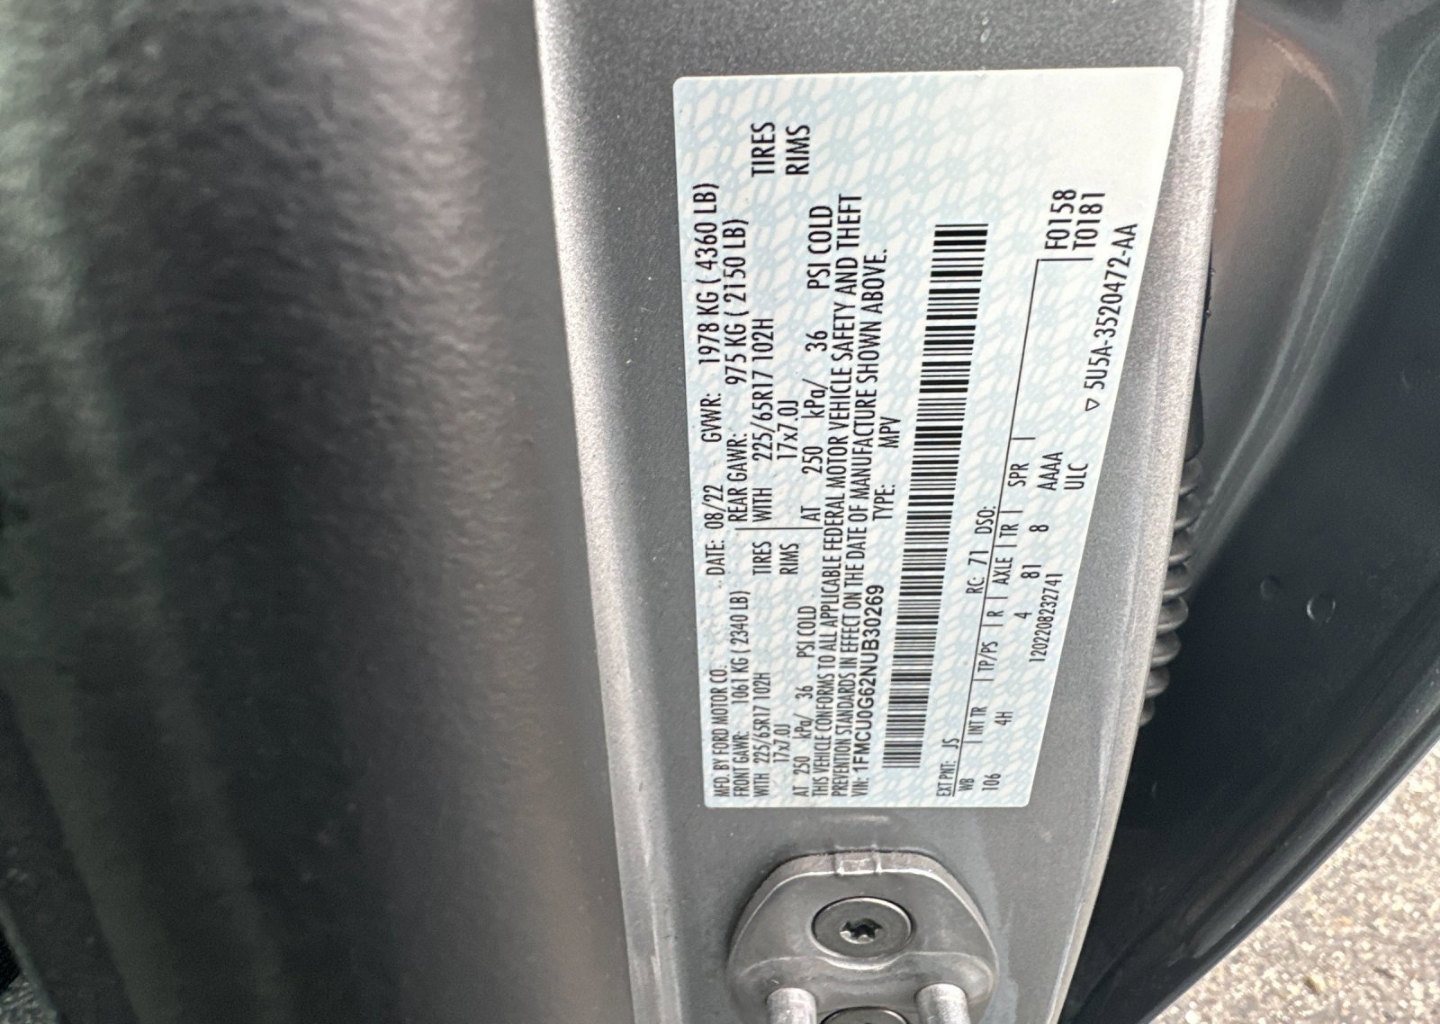 MFD. BY FORD MOTOR CO. DATE: 08/22 GVWR: 1978 KG ( 4360 LB)
FRONT GAWR: 1061 KG ( 2340 LB) REAR GAWR: 975 KG ( 2150 LB)
WITH 225/65R17 102H TIRES WITH 225/65R17 102H TIRES
17x7.0J RIMS 17x7.0J RIMS
AT 250 kPa/ 36 PSI COLD AT 250 kPa/ 36 PSI COLD
THIS VEHICLE CONFORMS TO ALL APPLICABLE FEDERAL MOTOR VEHICLE SAFETY AND THEFT
PREVENTION STANDARDS IN EFFECT ON THE DATE OF MANUFACTURE SHOWN ABOVE.
VIN: 1FMCU0G62NUB30269 TYPE: MPV
EXT PNT: JS RC: 71 DSO:
WB INT TR TP/PS R AXLE TR SPR
106 4H 4 81 8 AAAA
F0158
T0181
1202208232741 ULC
▽ 5U5A-3520472-AA